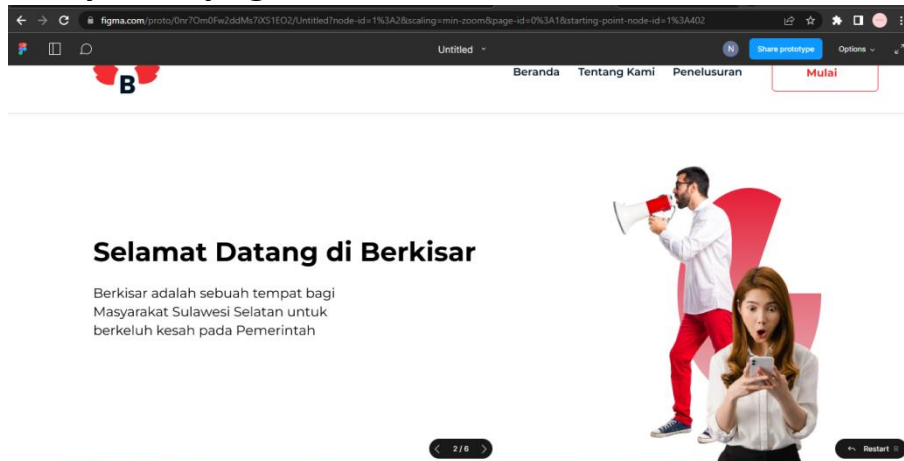 figma.com/proto/0nr7Om0Fw2ddMs7iXS1EO2/Untitled?node-id=1%3A2&scaling=min-zoom&page-id=0%3A1&starting-point-node-id=1%3A402
Untitled
N
Share prototype
Options
B
Beranda Tentang Kami Penelusuran Mulai
Selamat Datang di Berkisar
Berkisar adalah sebuah tempat bagi
Masyarakat Sulawesi Selatan untuk
berkeluh kesah pada Pemerintah
2 / 6
Restart